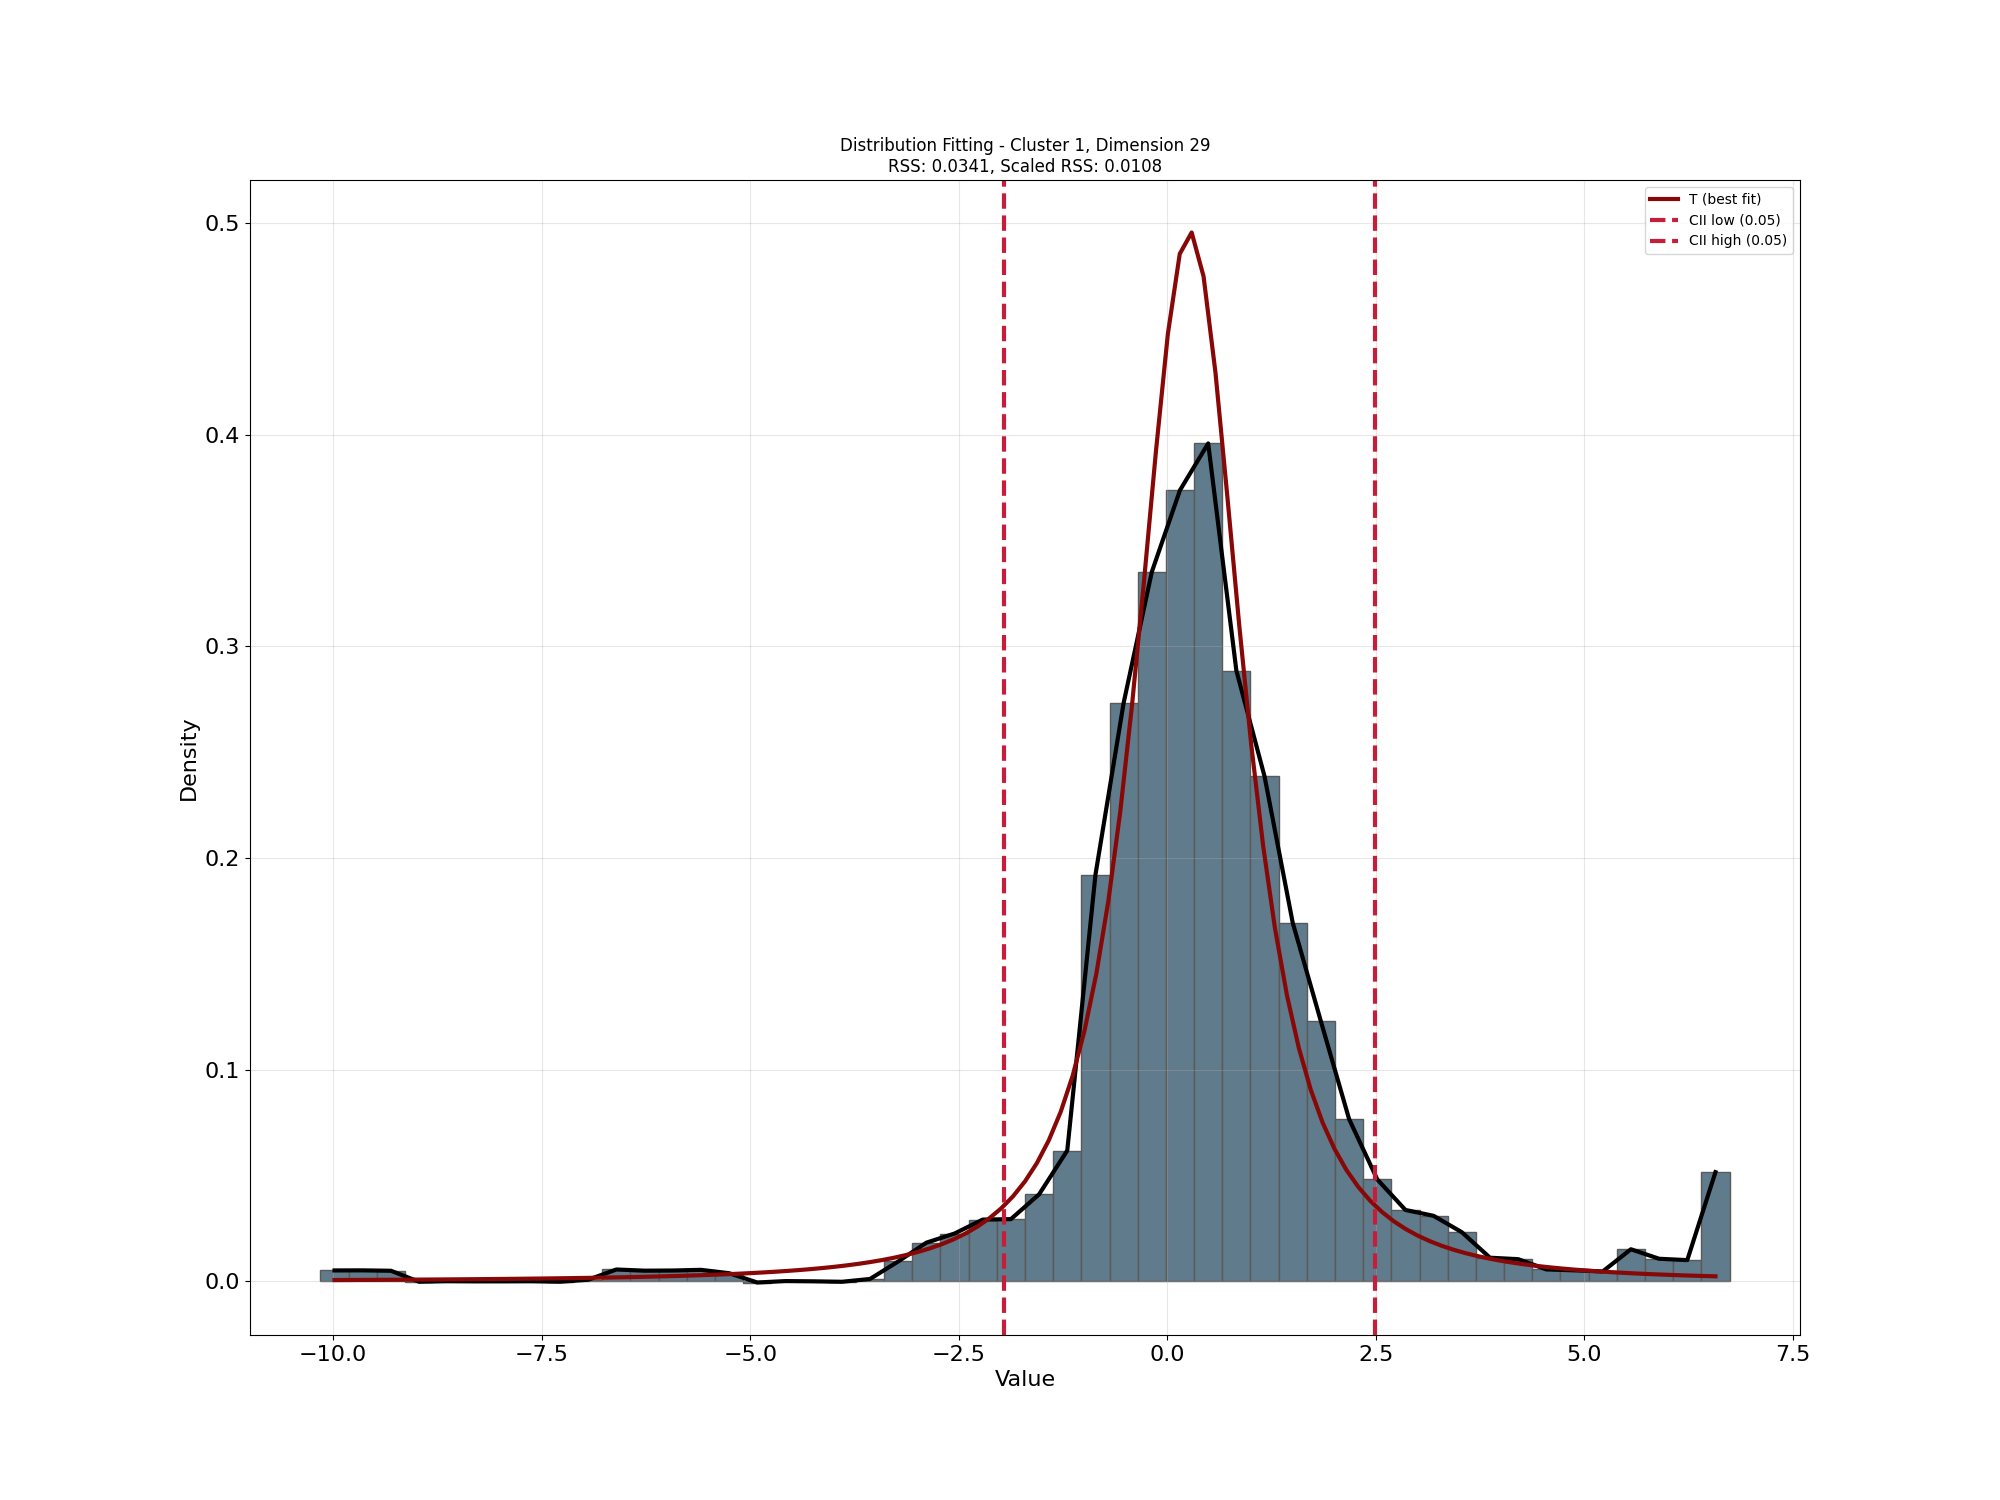 Distribution Fitting - Cluster 1, Dimension 29
RSS: 0.0341, Scaled RSS: 0.0108
T (best fit)
CII low (0.05)
CII high (0.05)
0.5
0.4
0.3
0.2
0.1
0.0
Density
−10.0 −7.5 −5.0 −2.5 0.0 2.5 5.0 7.5
Value